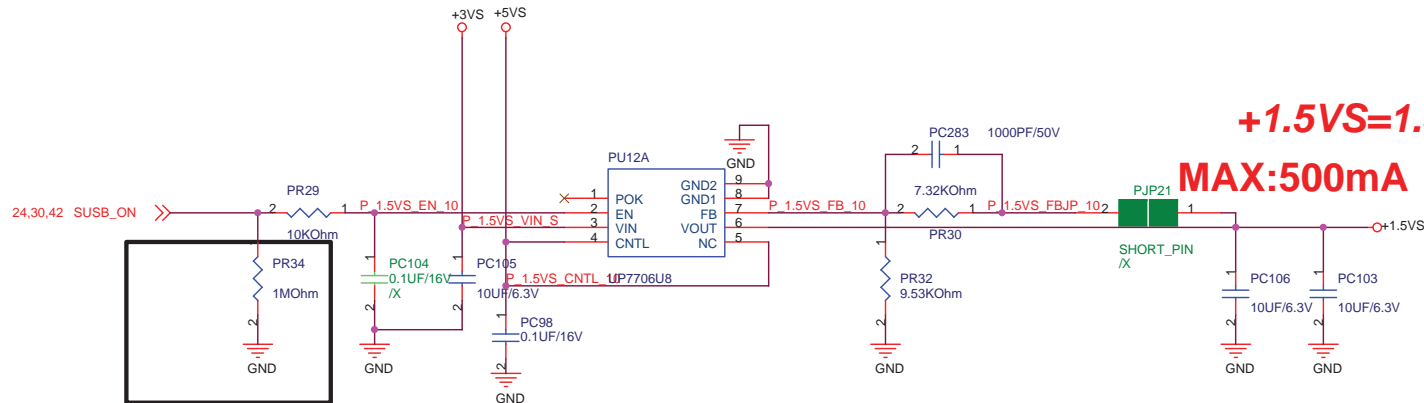 +3VS +5VS
+1.5VS=1.
MAX:500mA
PC283 1000PF/50V
2 1
GND
PU12A
1 POK
2 EN
3 VIN
4 CNTL
GND2 9
GND1 8
FB 7
VOUT 6
NC 5
UP7706U8
24,30,42 SUSB_ON
PR29
2 1
10KOhm
P_1.5VS_EN_10
P_1.5VS_VIN_S
P_1.5VS_FB_10
7.32KOhm
2 1
PR30
P_1.5VS_FBJP_10
PJP21
2 1
SHORT_PIN
/X
+1.5VS
1
PR34
1MOhm
2
GND
1
PC104
0.1UF/16V
/X
2
GND
1
PC105
10UF/6.3V
2
P_1.5VS_CNTL_
1
PC98
0.1UF/16V
2
GND
1
PR32
9.53KOhm
2
GND
1
PC106
10UF/6.3V
2
GND
1
PC103
10UF/6.3V
2
GND